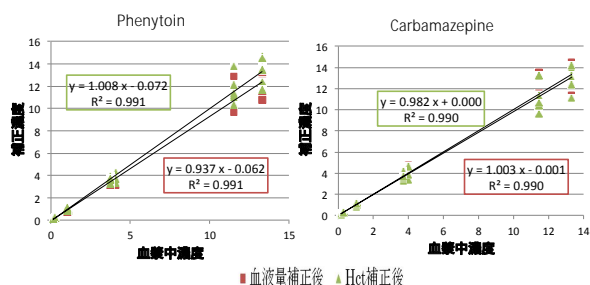 Phenytoin
16
14
12
10
8
6
4
2
0
y = 1.008 x - 0.072
R² = 0.991
y = 0.937 x - 0.062
R² = 0.991
補正濃度
0 5 10 15
血漿中濃度
Carbamazepine
16
14
12
10
8
6
4
2
0
y = 0.982 x + 0.000
R² = 0.990
y = 1.003 x - 0.001
R² = 0.990
補正濃度
0 2 4 6 8 10 12 14
血漿中濃度
血液量補正後 Hct補正後